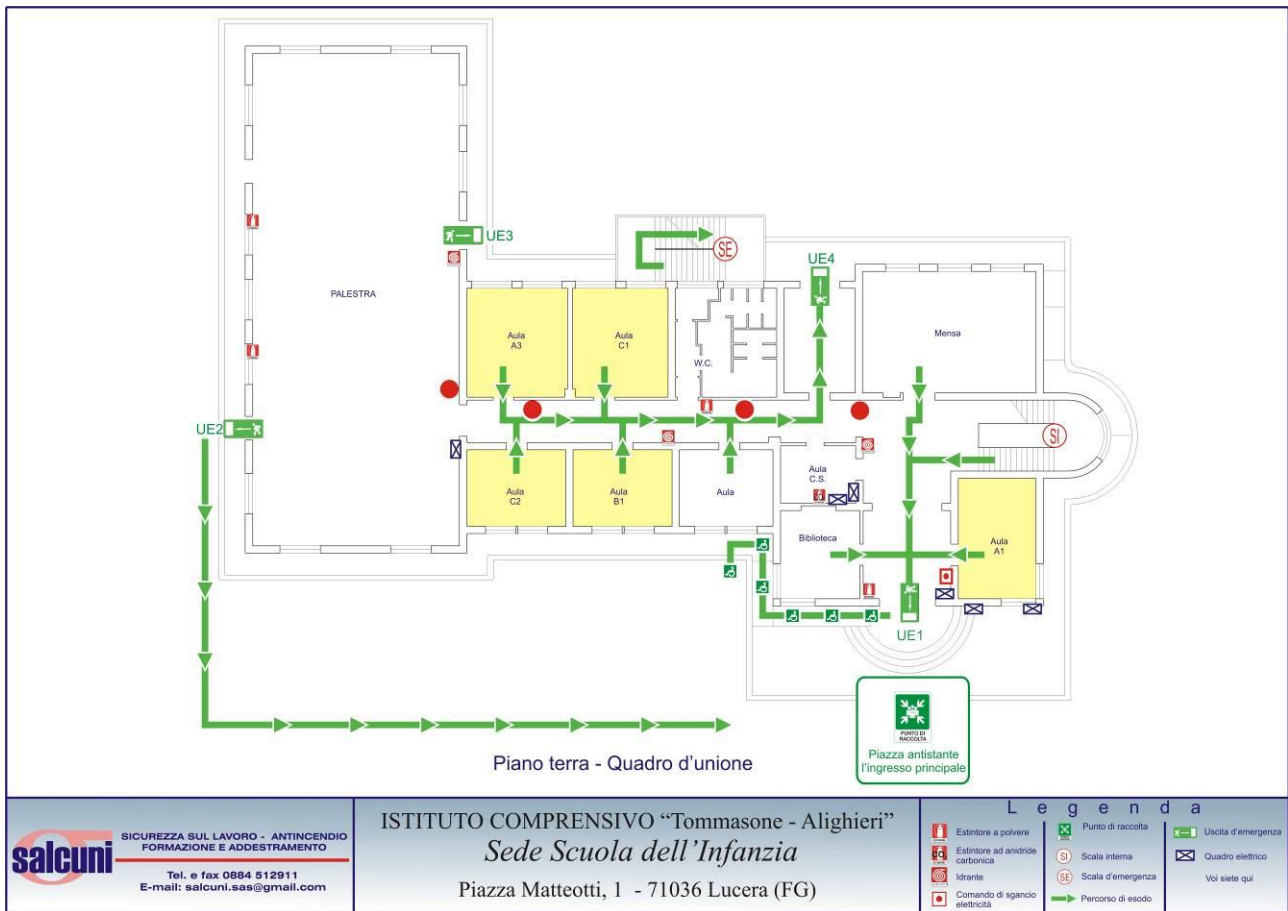 UE3
SE
UE4
PALESTRA
Aula
A3
Aula
C1
W.C.
Mensa
UE2
SI
Aula
C2
Aula
B1
Aula
Aula
C.S.
Biblioteca
Aula
A1
UE1
PUNTO DI
RACCOLTA
Piazza antistante
l'ingresso principale
Piano terra - Quadro d'unione
salcuni
SICUREZZA SUL LAVORO - ANTINCENDIO
FORMAZIONE E ADDESTRAMENTO
Tel. e fax 0884 512911
E-mail: salcuni.sas@gmail.com
ISTITUTO COMPRENSIVO “Tommasone - Alighieri”
Sede Scuola dell'Infanzia
Piazza Matteotti, 1 - 71036 Lucera (FG)
Legenda
Estintore a polvere
Estintore ad anidride
carbonica
Idrante
Comando di sgancio
elettricità
Punto di raccolta
SI
Scala interna
SE
Scala d'emergenza
Percorso di esodo
Uscita d'emergenza
Quadro elettrico
Voi siete qui